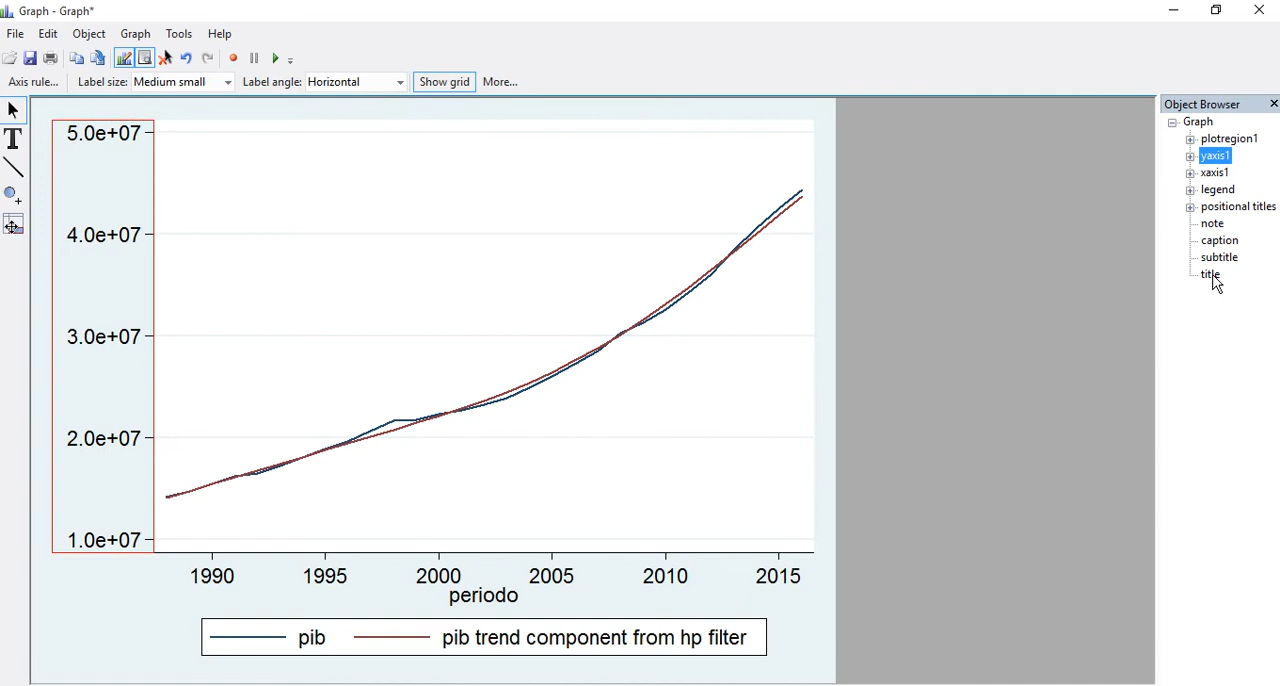 Graph - Graph*
File Edit Object Graph Tools Help
Axis rule... Label size: Medium small Label angle: Horizontal Show grid More...
T
Object Browser
Graph
plotregion1
yaxis1
xaxis1
legend
positional titles
note
caption
subtitle
title
5.0e+07
4.0e+07
3.0e+07
2.0e+07
1.0e+07
1990 1995 2000 2005 2010 2015
periodo
pib pib trend component from hp filter